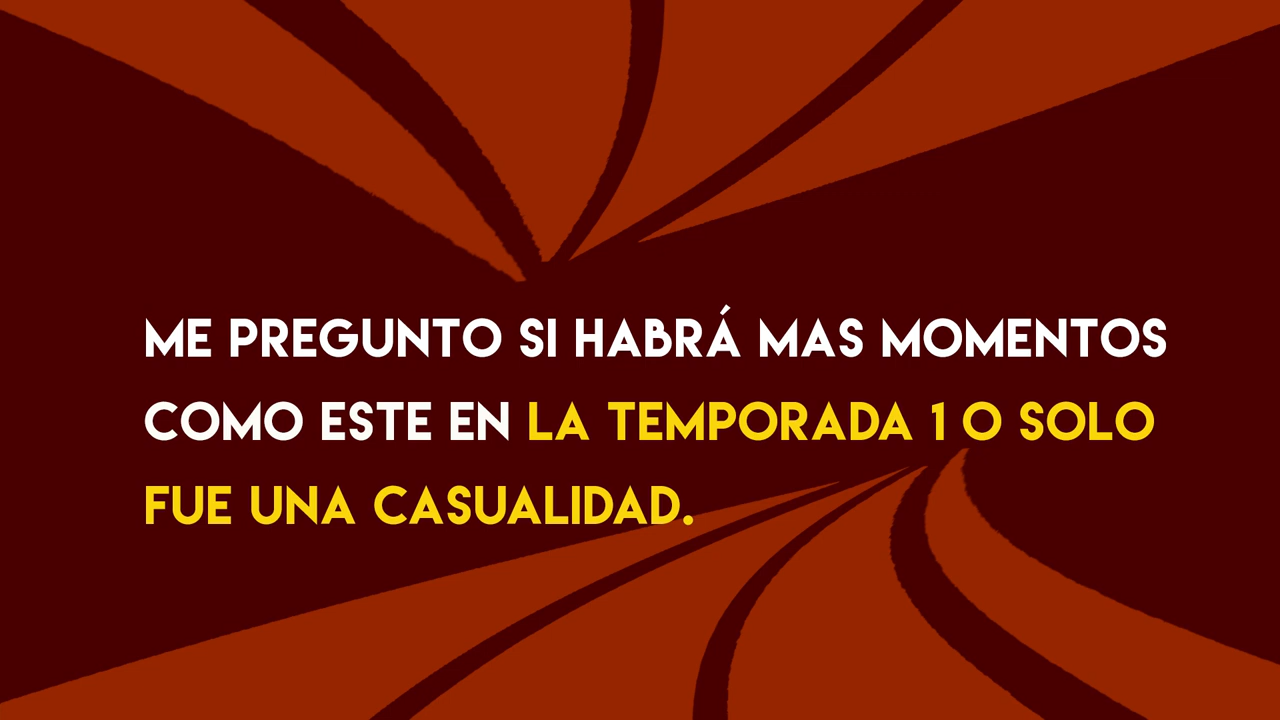 ME PREGUNTO SI HABRÁ MAS MOMENTOS
COMO ESTE EN LA TEMPORADA 1 O SOLO
FUE UNA CASUALIDAD.